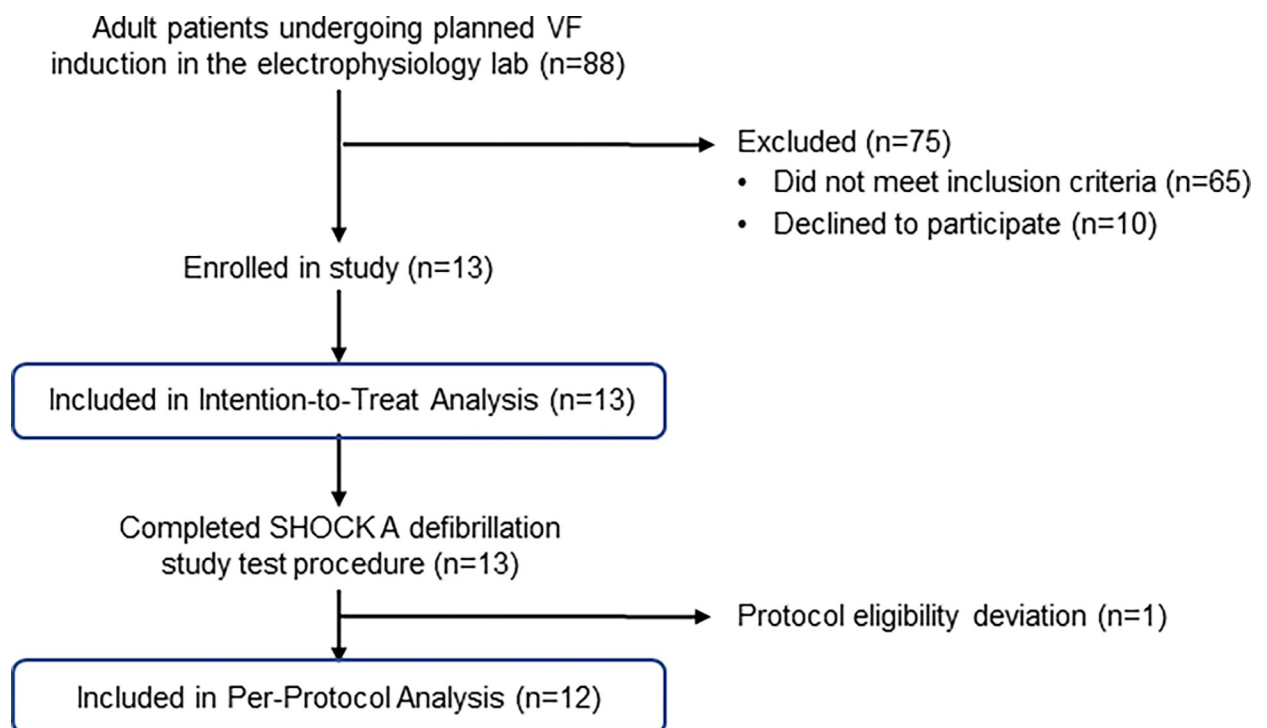 Adult patients undergoing planned VF
induction in the electrophysiology lab (n=88)
Excluded (n=75)
• Did not meet inclusion criteria (n=65)
• Declined to participate (n=10)
Enrolled in study (n=13)
Included in Intention-to-Treat Analysis (n=13)
Completed SHOCK A defibrillation
study test procedure (n=13)
Protocol eligibility deviation (n=1)
Included in Per-Protocol Analysis (n=12)